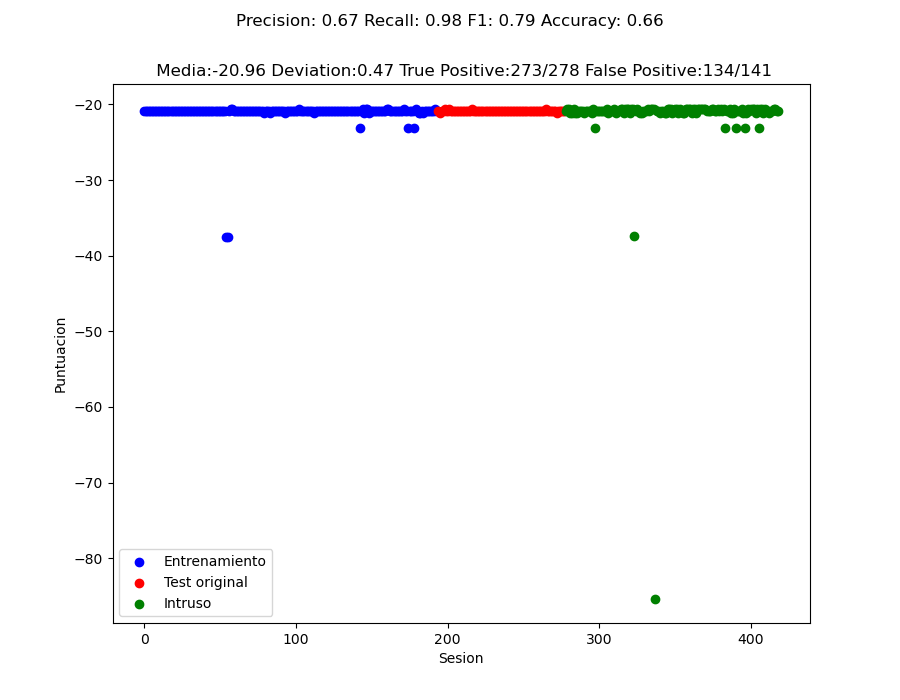 Precision: 0.67 Recall: 0.98 F1: 0.79 Accuracy: 0.66
Media:-20.96 Deviation:0.47 True Positive:273/278 False Positive:134/141
−20
−30
−40
−50
−60
−70
−80
Puntuacion
Entrenamiento
Test original
Intruso
0
100
200
300
400
Sesion